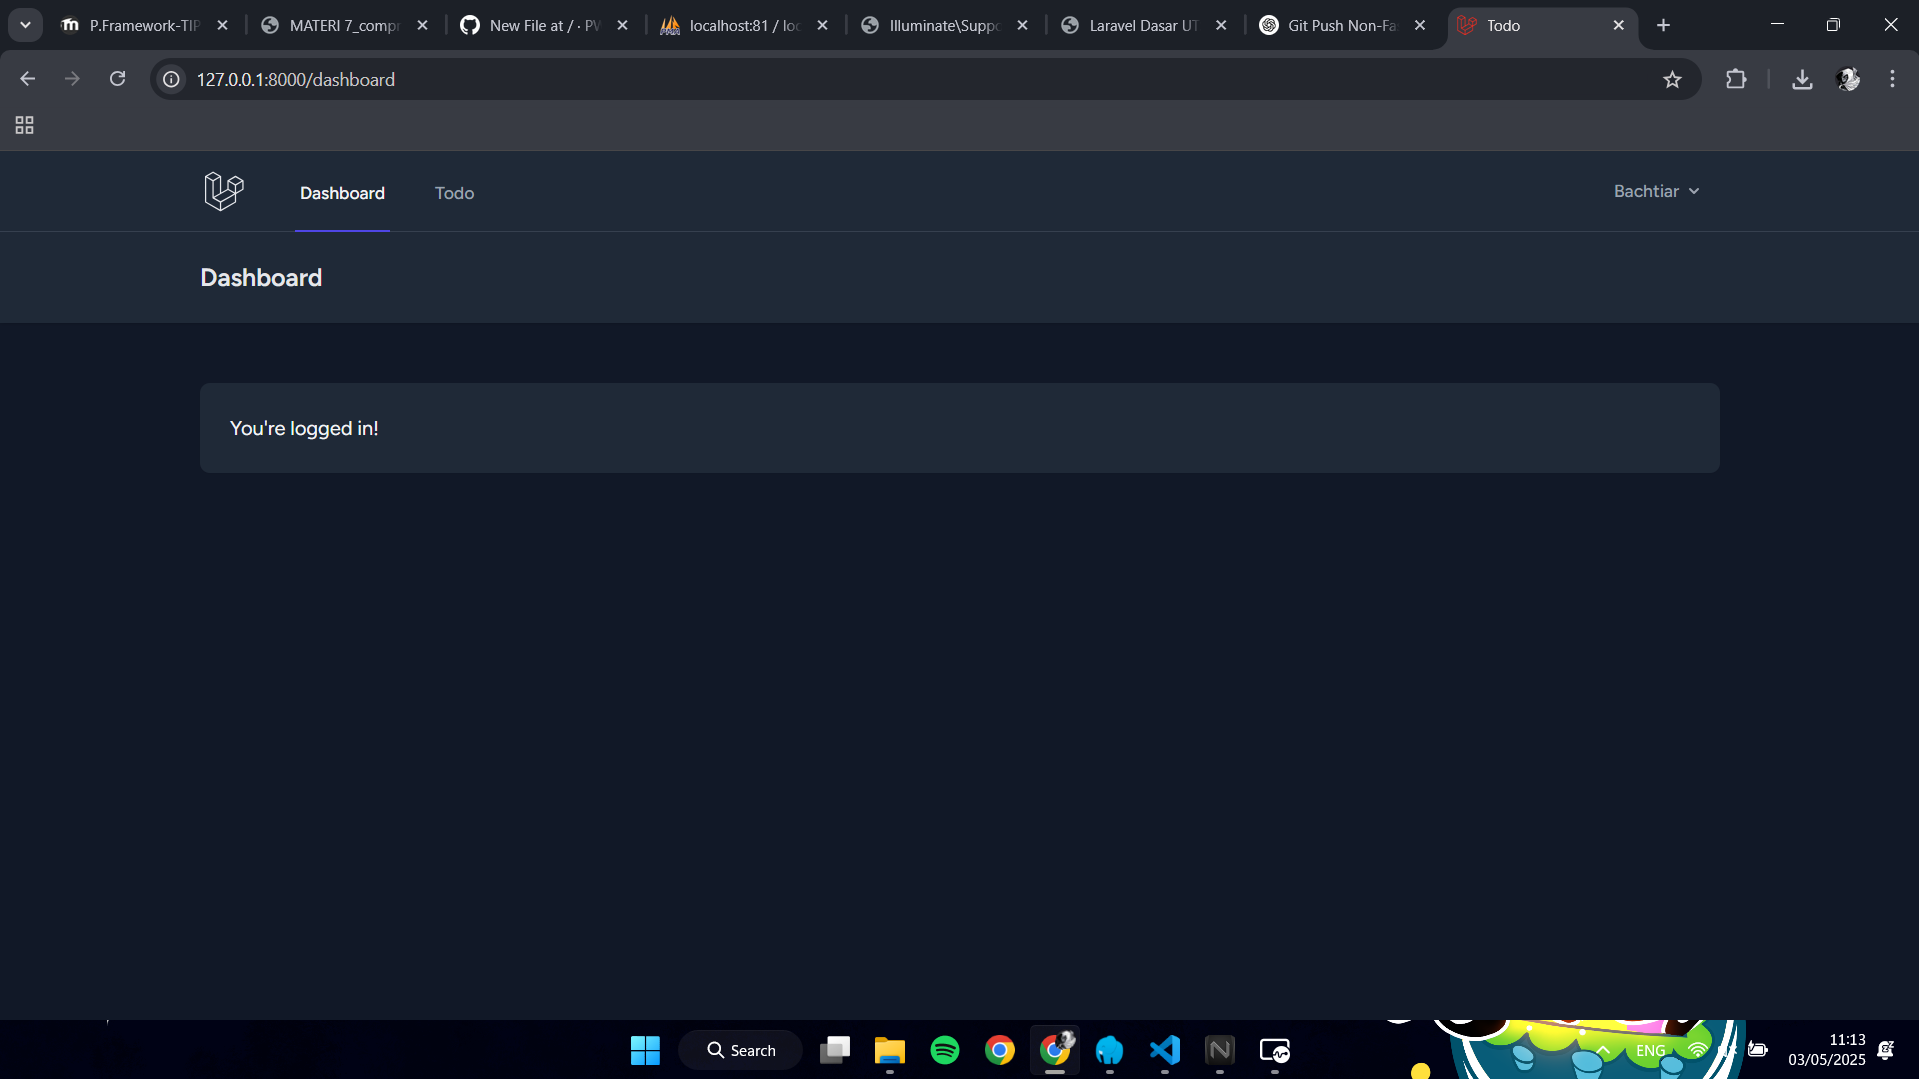 P.Framework-TIP
MATERI 7_compr
New File at / · PW
localhost:81 / loc
Illuminate\Suppo
Laravel Dasar UT
Git Push Non-Fa
Todo
127.0.0.1:8000/dashboard
Dashboard
Todo
Bachtiar
Dashboard
You're logged in!
Search
ENG
11:13
03/05/2025